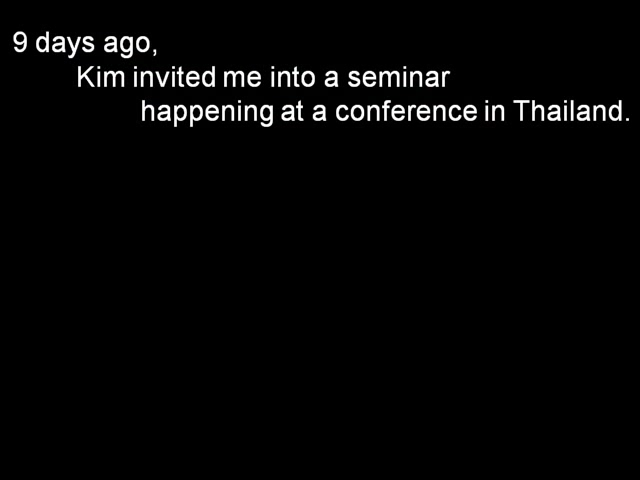 9 days ago,
Kim invited me into a seminar
happening at a conference in Thailand.